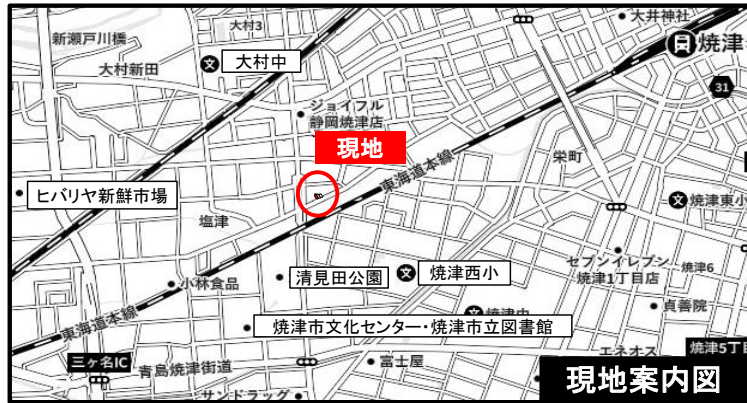 大村3
大井神社
新瀬戸川橋
焼津
大村中
大村新田
31
ジョイフル
静岡焼津店
現地
栄町
東海道本線
ヒバリヤ新鮮市場
焼津東小
塩津
セブンイレブン
焼津1丁目店
焼津6
清見田公園
焼津西小
小林食品
貞善院
東海道本線
焼津市文化センター・焼津市立図書館
焼津中
エネオス
焼津5丁目
三ケ名IC
青島焼津街道
富士屋
現地案内図
サンドラッグ